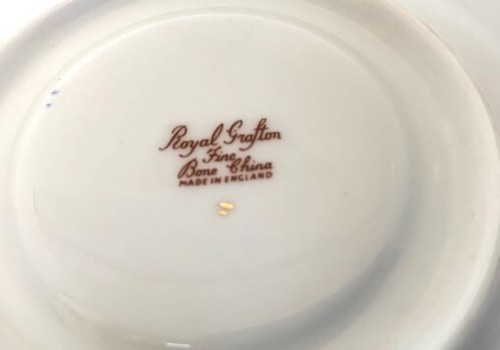 Royal Grafton
Fine
Bone China
MADE IN ENGLAND